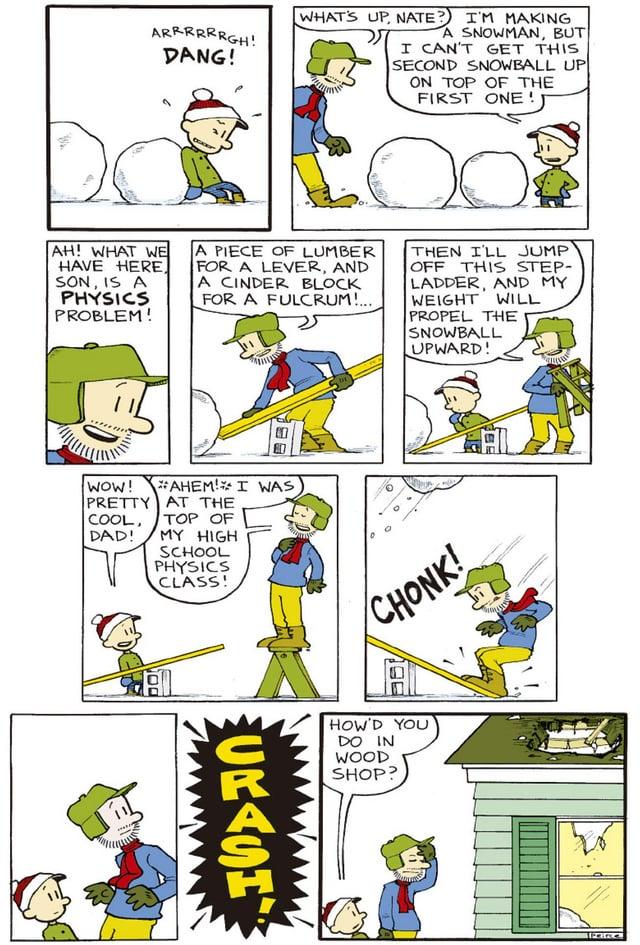 ARRRRRRGH!
DANG!
WHAT'S UP, NATE?
I'M MAKING
A SNOWMAN, BUT
I CAN'T GET THIS
SECOND SNOWBALL UP
ON TOP OF THE
FIRST ONE!
AH! WHAT WE
HAVE HERE,
SON, IS A
PHYSICS
PROBLEM!
A PIECE OF LUMBER
FOR A LEVER, AND
A CINDER BLOCK
FOR A FULCRUM!...
THEN I'LL JUMP
OFF THIS STEP-
LADDER, AND MY
WEIGHT WILL
PROPEL THE
SNOWBALL
UPWARD!
WOW!
PRETTY
COOL,
DAD!
*AHEM!* I WAS
AT THE
TOP OF
MY HIGH
SCHOOL
PHYSICS
CLASS!
CHONK!
CRASH!
HOW'D YOU
DO IN
WOOD
SHOP?
PEIRCE